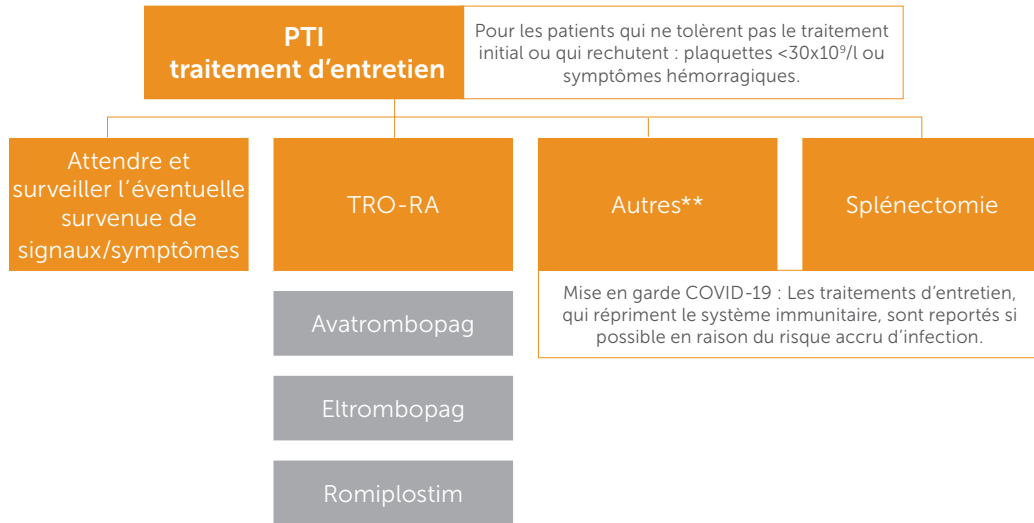 PTI
traitement d’entretien
Pour les patients qui ne tolèrent pas le traitement
initial ou qui rechutent : plaquettes <30x10⁹/l ou
symptômes hémorragiques.
Attendre et
surveiller l’éventuelle
survenue de
signaux/symptômes
TRO-RA
Autres**
Splénectomie
Mise en garde COVID-19 : Les traitements d’entretien,
qui répriment le système immunitaire, sont reportés si
possible en raison du risque accru d’infection.
Avatrombopag
Eltrombopag
Romiplostim